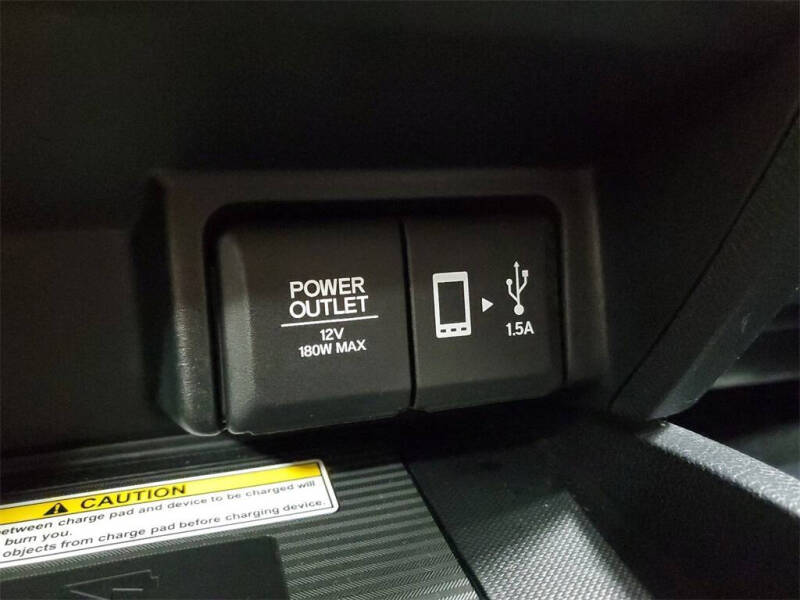 POWER
OUTLET
12V
180W MAX
1.5A
CAUTION
between charge pad and device to be charged will
burn you.
objects from charge pad before charging device.